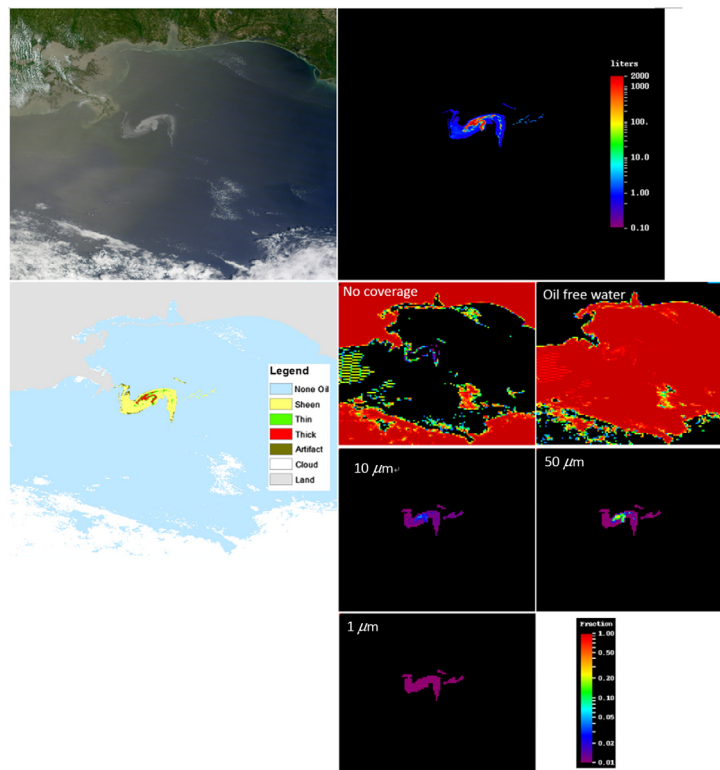 liters
2000
1000
100.
10.0
1.00
0.10
No coverage
Oil free water
Legend
None Oil
Sheen
Thin
Thick
Artifact
Cloud
Land
10 μm↵
50 μm
1 μm
Fraction
1.00
0.50
0.20
0.10
0.05
0.02
0.01